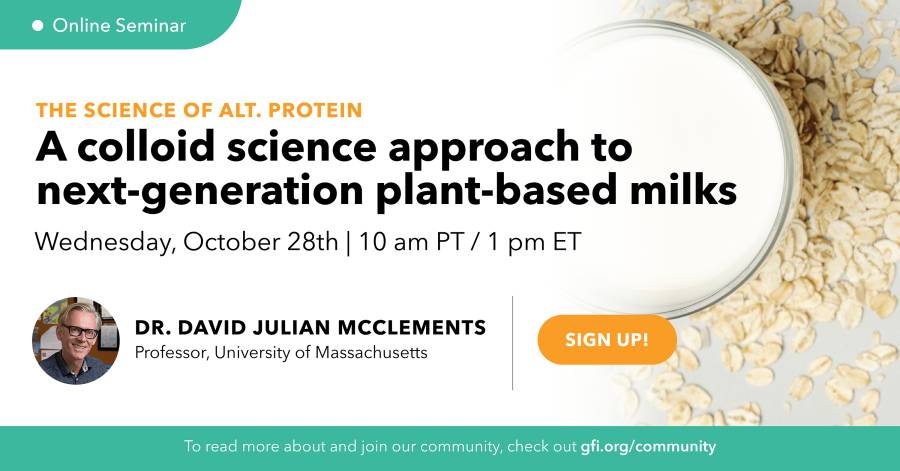 Online Seminar
THE SCIENCE OF ALT. PROTEIN
A colloid science approach to
next-generation plant-based milks
Wednesday, October 28th | 10 am PT / 1 pm ET
DR. DAVID JULIAN MCCLEMENTS
Professor, University of Massachusetts
SIGN UP!
To read more about and join our community, check out gfi.org/community